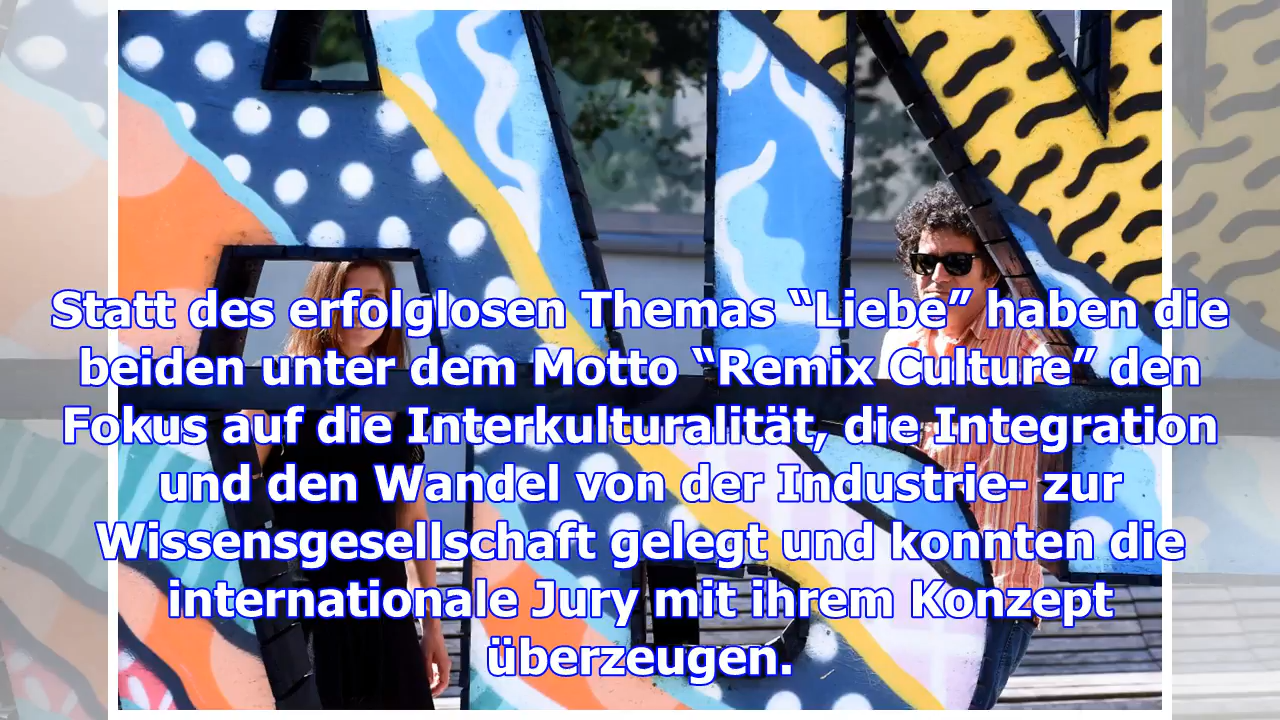 Statt des erfolglosen Themas “Liebe” haben die
beiden unter dem Motto “Remix Culture” den
Fokus auf die Interkulturalität, die Integration
und den Wandel von der Industrie- zur
Wissensgesellschaft gelegt und konnten die
internationale Jury mit ihrem Konzept
überzeugen.